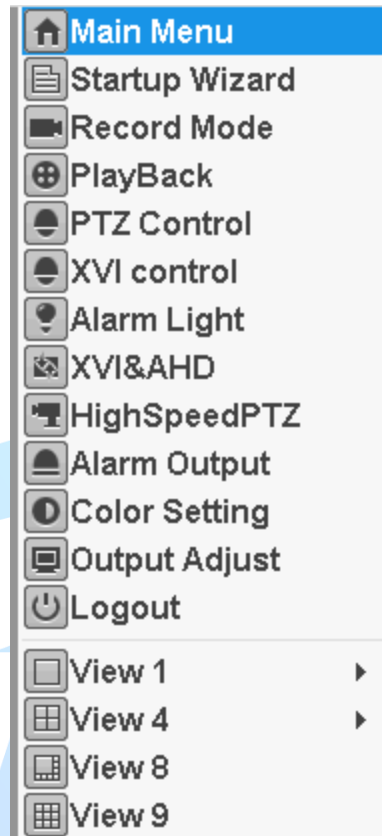 Main Menu
Startup Wizard
Record Mode
PlayBack
PTZ Control
XVI control
Alarm Light
XVI&AHD
HighSpeedPTZ
Alarm Output
Color Setting
Output Adjust
Logout
View 1
View 4
View 8
View 9